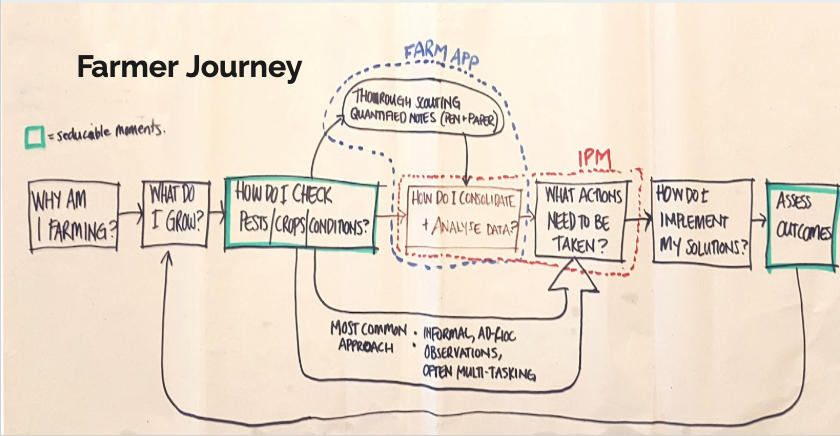 Farmer Journey
FARM APP
THOROUGH SCOUTING
QUANTIFIED NOTES (PEN+PAPER)
= seducable moments.
IPM
WHY AM
I FARMING?
WHAT DO
I GROW?
HOW DO I CHECK
PESTS/CROPS/CONDITIONS?
HOW DO I CONSOLIDATE
+ ANALYSE DATA?
WHAT ACTIONS
NEED TO BE
TAKEN?
HOW DO I
IMPLEMENT
MY SOLUTIONS?
ASSESS
OUTCOMES
MOST COMMON
APPROACH
• INFORMAL, AD-HOC
• OBSERVATIONS,
OFTEN MULTI-TASKING